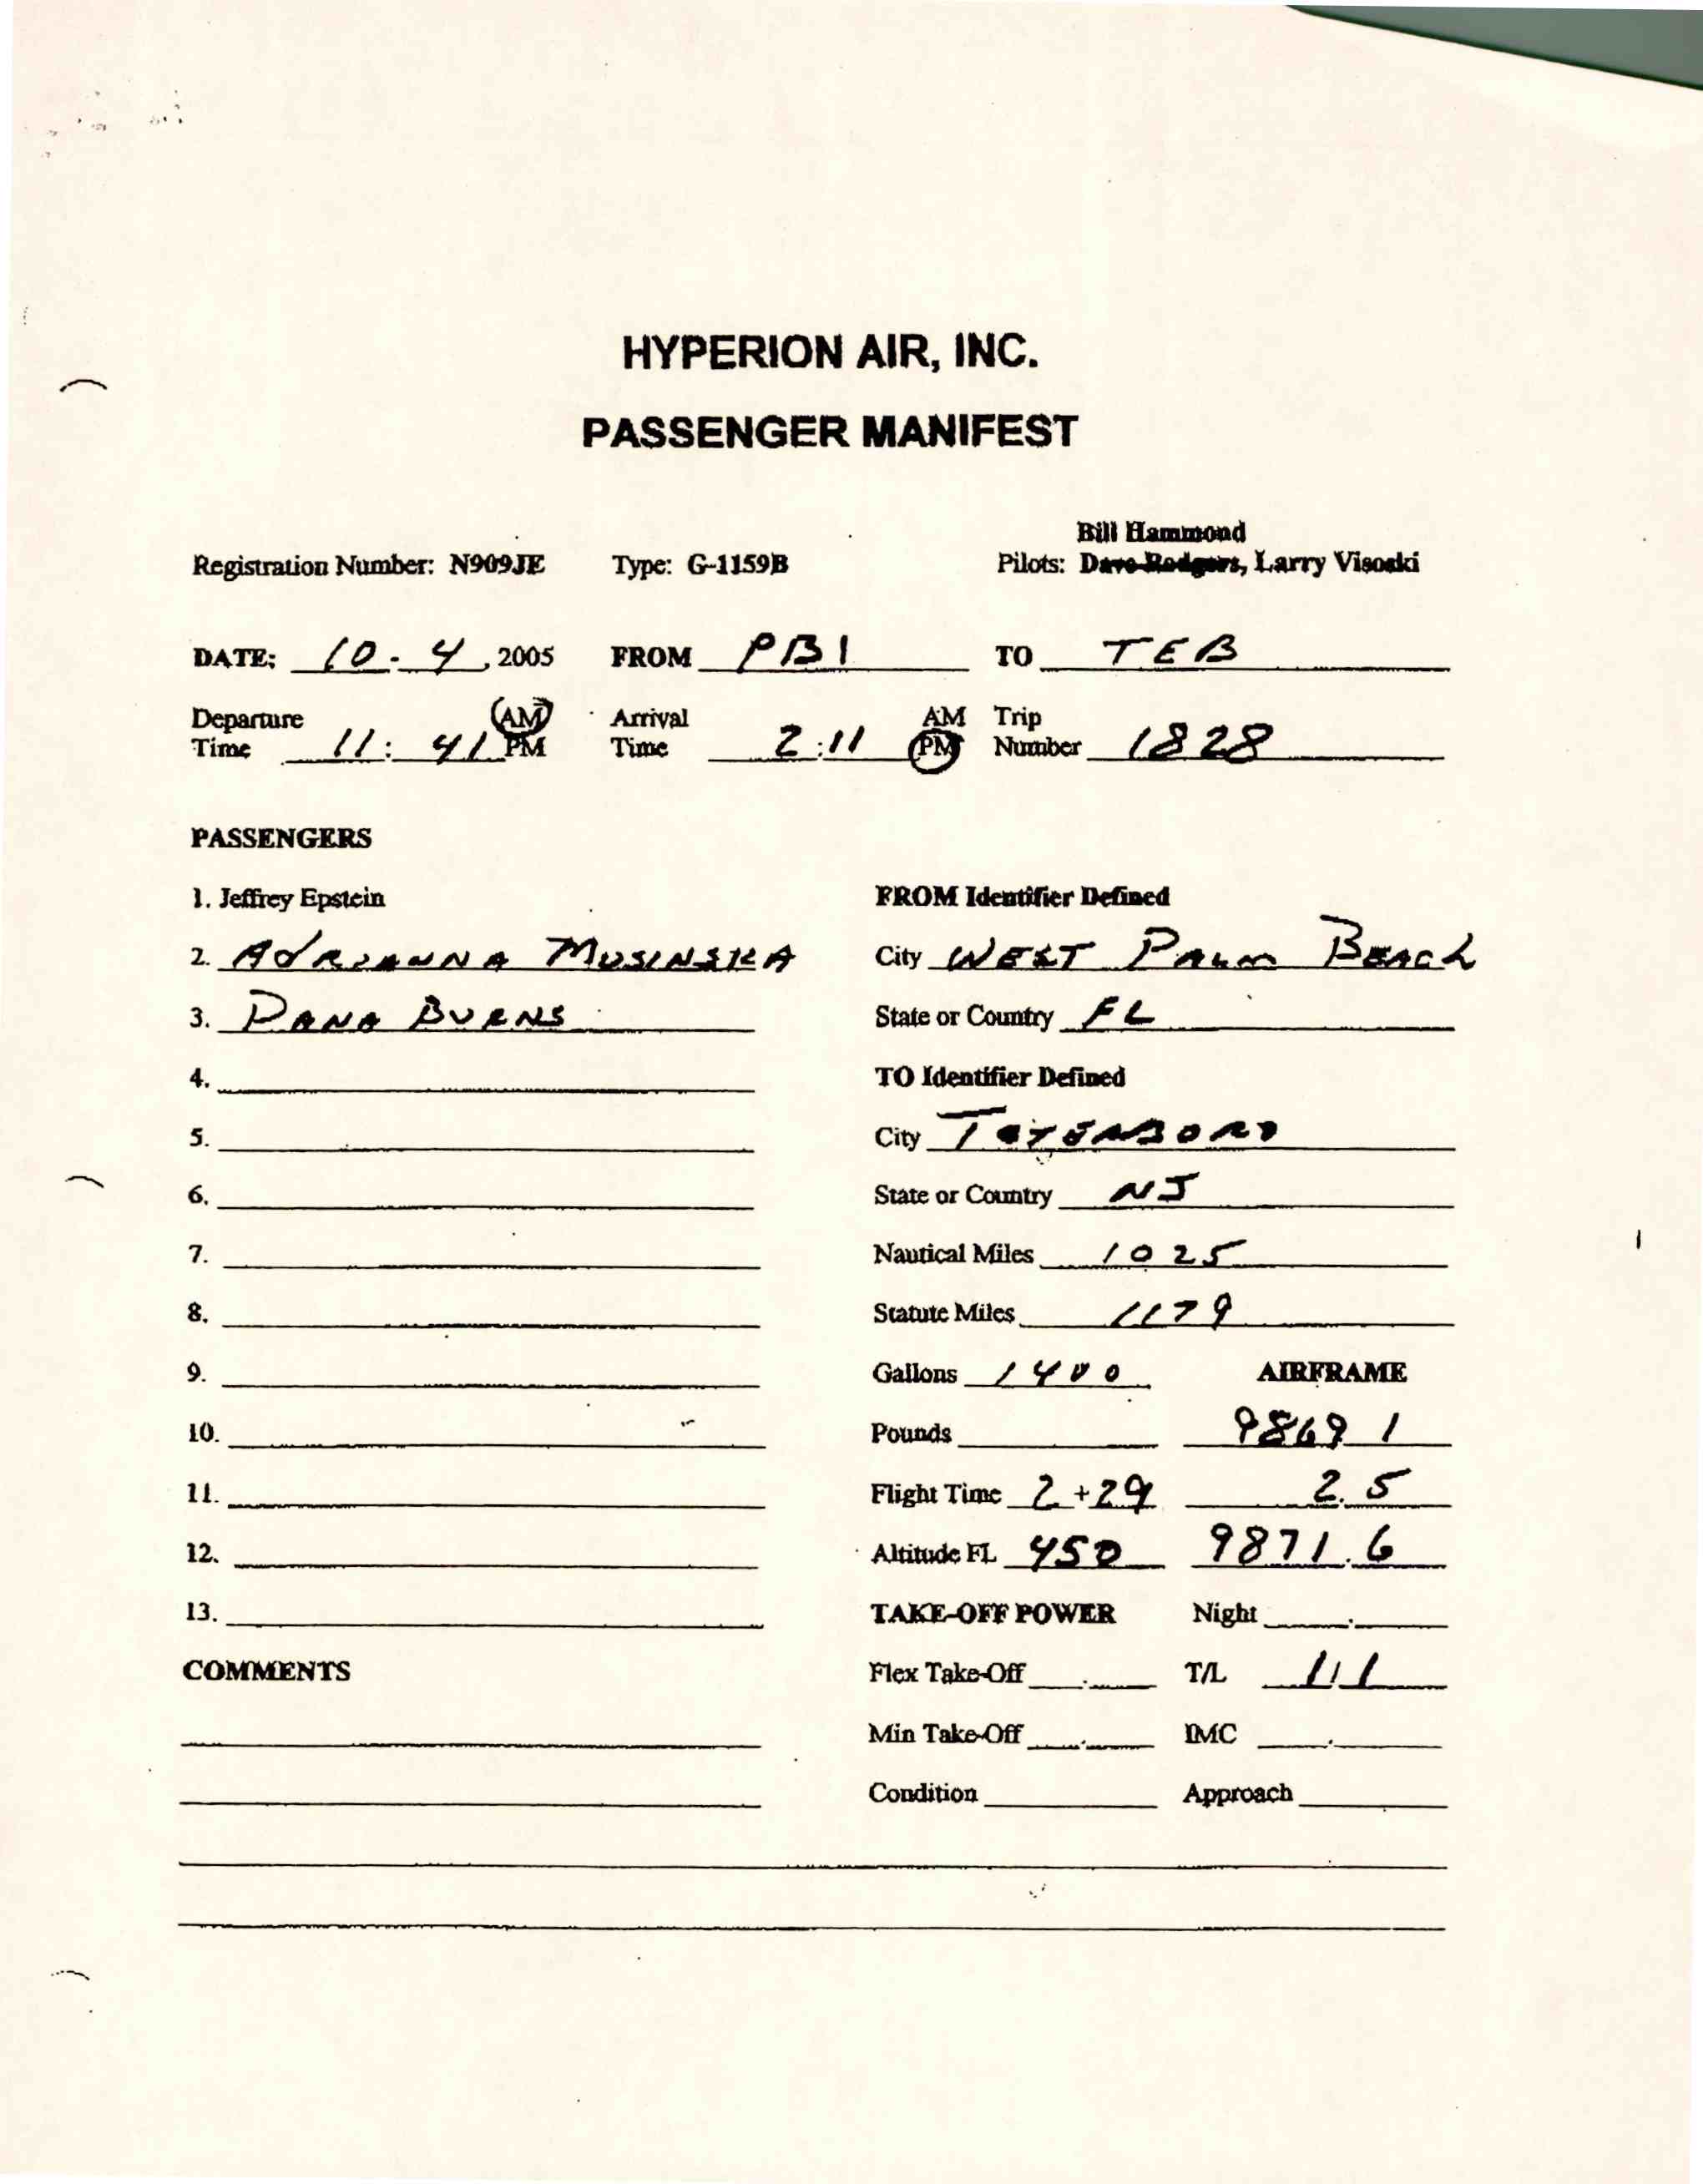 HYPERION AIR, INC.
PASSENGER MANIFEST
Bill Hammond
Registration Number: N909JE Type: G-1159B Pilots: Dave Rodgers, Larry Visoski
DATE: 10-4, 2005 FROM PBI TO TEB
Departure Time 11:41 AM PM Arrival Time 2:11 AM PM Trip Number 1828
PASSENGERS
1. Jeffrey Epstein FROM Identifier Defined
2. ADRIANNA MUSINSKA City WEST PALM BEACH
3. DANA BURNS State or Country FL
4. TO Identifier Defined
5. City TETERBORO
6. State or Country NJ
7. Nautical Miles 1025
8. Statute Miles 1179
9. Gallons 1400 AIRFRAME
10. Pounds 9869 1
11. Flight Time 2+29 2.5
12. Altitude FL 450 9871.6
13. TAKE-OFF POWER Night
COMMENTS Flex Take-Off T/L 1/1
Min Take-Off IMC
Condition Approach